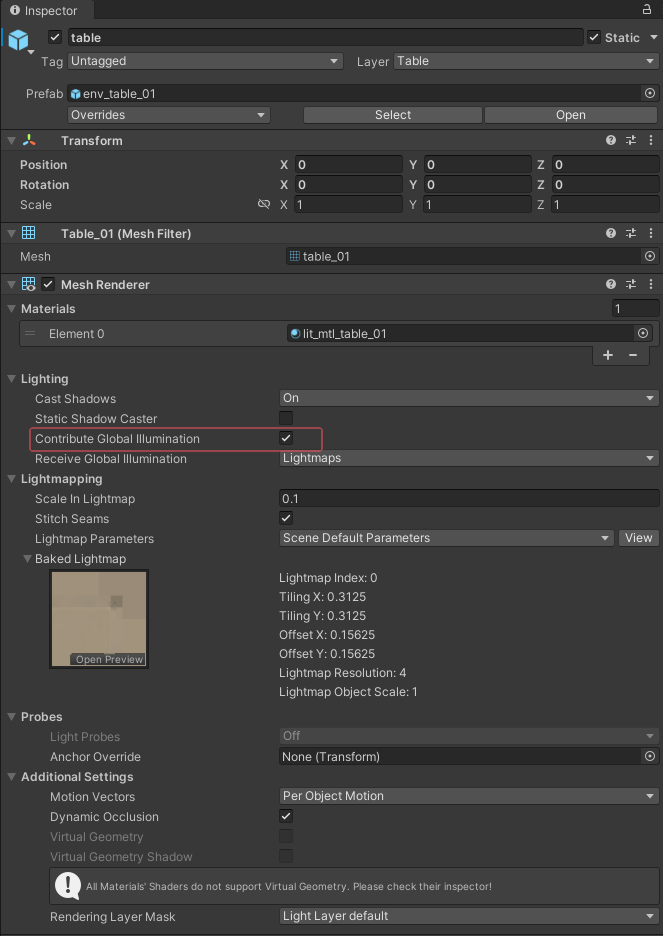 Inspector
table
Static
Tag Untagged Layer Table
Prefab env_table_01
Overrides Select Open
Transform
Position X 0 Y 0 Z 0
Rotation X 0 Y 0 Z 0
Scale X 1 Y 1 Z 1
Table_01 (Mesh Filter)
Mesh table_01
Mesh Renderer
Materials 1
Element 0 lit_mtl_table_01
+ −
Lighting
Cast Shadows On
Static Shadow Caster
Contribute Global Illumination
Receive Global Illumination Lightmaps
Lightmapping
Scale In Lightmap 0.1
Stitch Seams
Lightmap Parameters Scene Default Parameters View
Baked Lightmap
Open Preview
Lightmap Index: 0
Tiling X: 0.3125
Tiling Y: 0.3125
Offset X: 0.15625
Offset Y: 0.15625
Lightmap Resolution: 4
Lightmap Object Scale: 1
Probes
Light Probes Off
Anchor Override None (Transform)
Additional Settings
Motion Vectors Per Object Motion
Dynamic Occlusion
Virtual Geometry
Virtual Geometry Shadow
All Materials' Shaders do not support Virtual Geometry. Please check their inspector!
Rendering Layer Mask Light Layer default